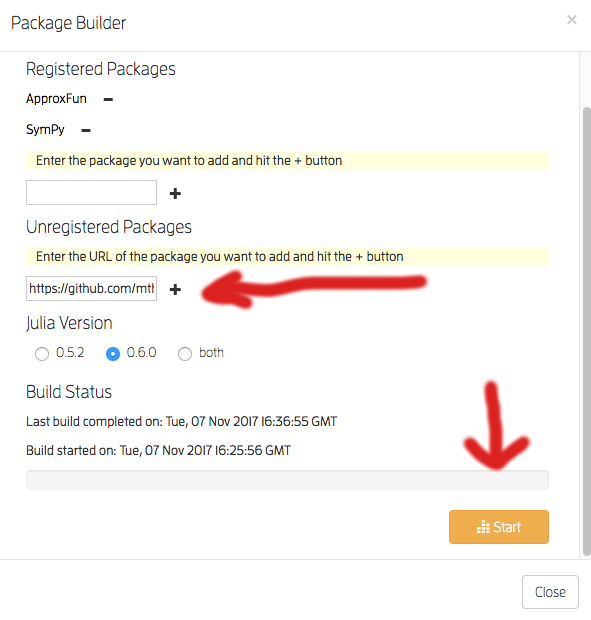 Package Builder
×
Registered Packages
ApproxFun
SymPy
Enter the package you want to add and hit the + button
Unregistered Packages
Enter the URL of the package you want to add and hit the + button
https://github.com/mtl
Julia Version
0.5.2 0.6.0 both
Build Status
Last build completed on: Tue, 07 Nov 2017 16:36:55 GMT
Build started on: Tue, 07 Nov 2017 16:25:56 GMT
Start
Close